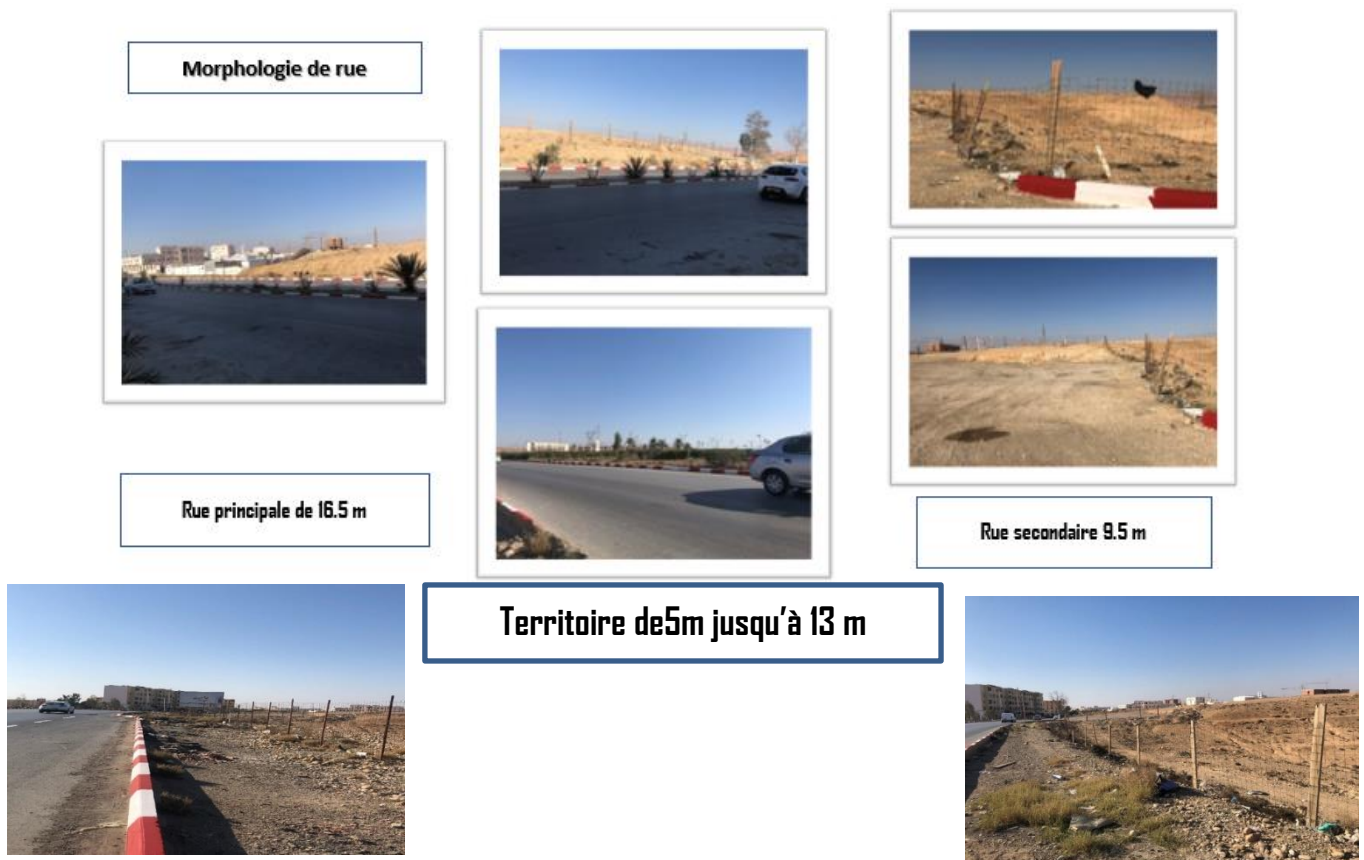 Morphologie de rue
Rue principale de 16.5 m
Rue secondaire 9.5 m
Territoire de5m jusqu'à 13 m